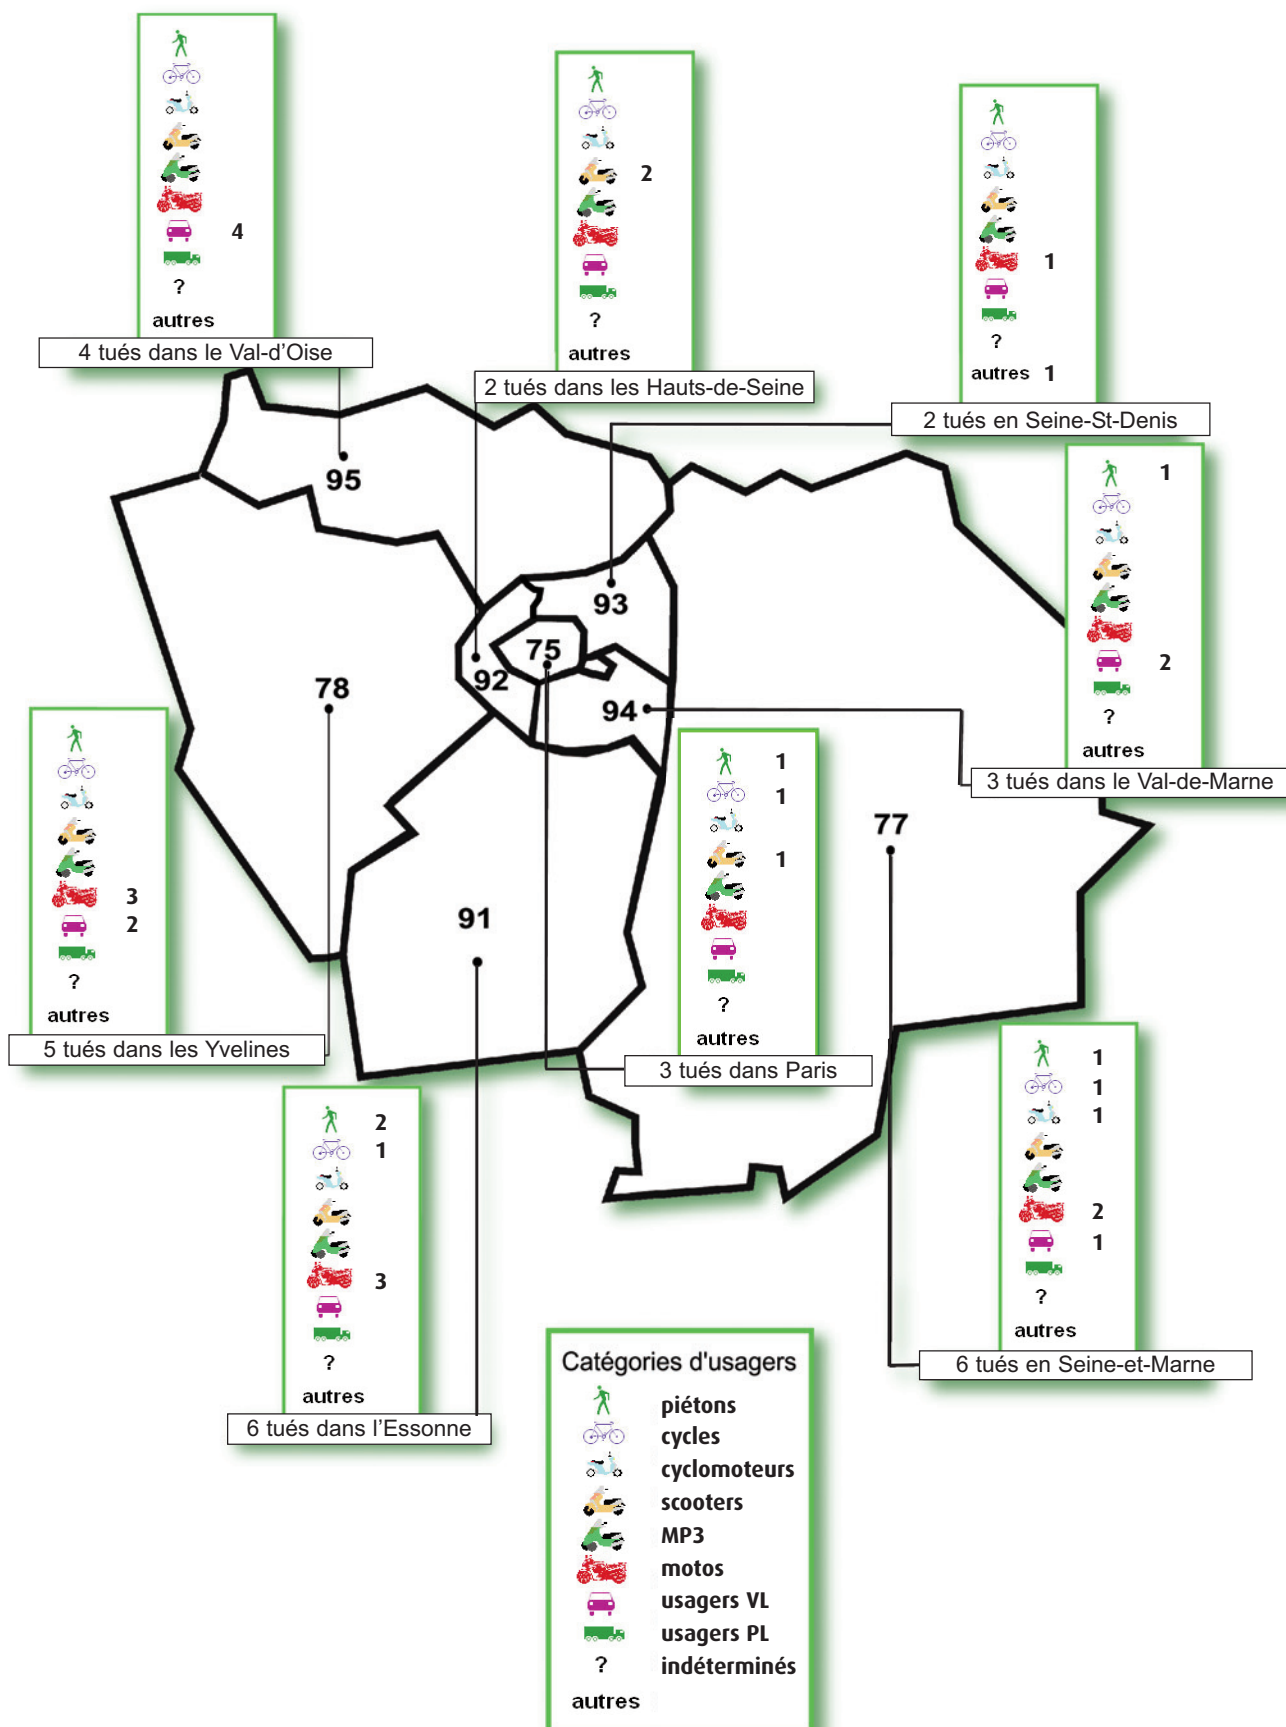 4
?
autres
4 tués dans le Val-d'Oise
2
?
autres
2 tués dans les Hauts-de-Seine
1
?
autres 1
2 tués en Seine-St-Denis
1
2
?
autres
3 tués dans le Val-de-Marne
95
93
75
92
78
94
77
91
3
2
?
autres
5 tués dans les Yvelines
1
1
1
?
autres
3 tués dans Paris
2
1
3
?
autres
6 tués dans l'Essonne
1
1
1
2
1
?
autres
6 tués en Seine-et-Marne
Catégories d'usagers
piétons
cycles
cyclomoteurs
scooters
MP3
motos
usagers VL
usagers PL
? indéterminés
autres